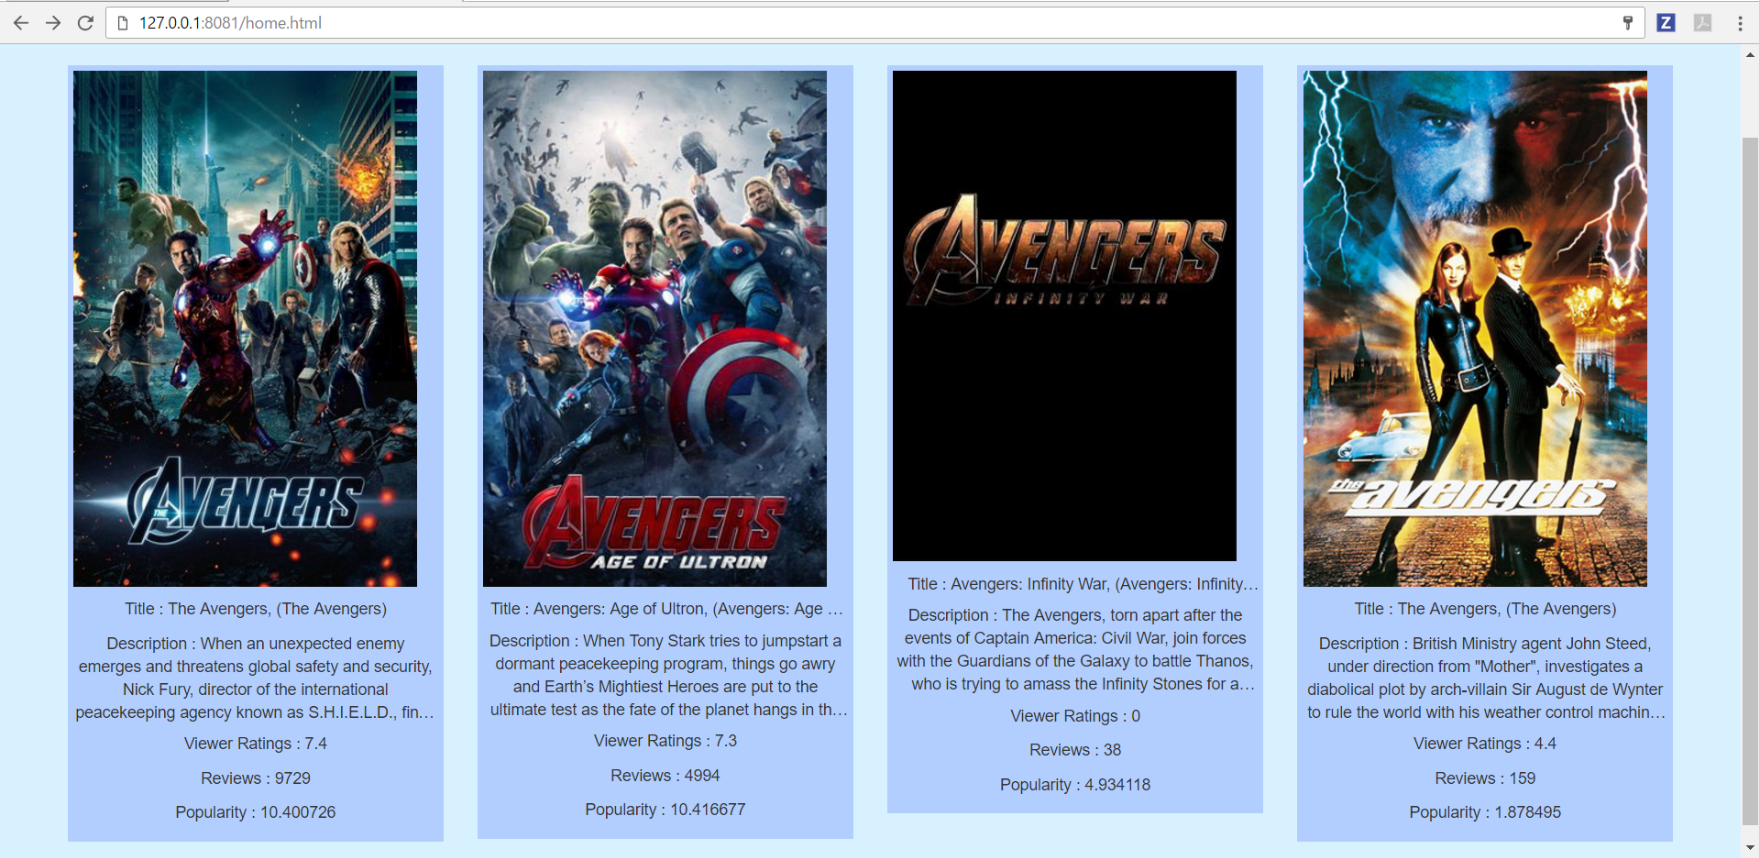 127.0.0.1:8081/home.html
Z
THE AVENGERS
Title : The Avengers, (The Avengers)
Description : When an unexpected enemy
emerges and threatens global safety and security,
Nick Fury, director of the international
peacekeeping agency known as S.H.I.E.L.D., fin…
Viewer Ratings : 7.4
Reviews : 9729
Popularity : 10.400726
AVENGERS
AGE OF ULTRON
Title : Avengers: Age of Ultron, (Avengers: Age …
Description : When Tony Stark tries to jumpstart a
dormant peacekeeping program, things go awry
and Earth’s Mightiest Heroes are put to the
ultimate test as the fate of the planet hangs in th…
Viewer Ratings : 7.3
Reviews : 4994
Popularity : 10.416677
AVENGERS
INFINITY WAR
Title : Avengers: Infinity War, (Avengers: Infinity…
Description : The Avengers, torn apart after the
events of Captain America: Civil War, join forces
with the Guardians of the Galaxy to battle Thanos,
who is trying to amass the Infinity Stones for a…
Viewer Ratings : 0
Reviews : 38
Popularity : 4.934118
the avengers
Title : The Avengers, (The Avengers)
Description : British Ministry agent John Steed,
under direction from "Mother", investigates a
diabolical plot by arch-villain Sir August de Wynter
to rule the world with his weather control machin…
Viewer Ratings : 4.4
Reviews : 159
Popularity : 1.878495